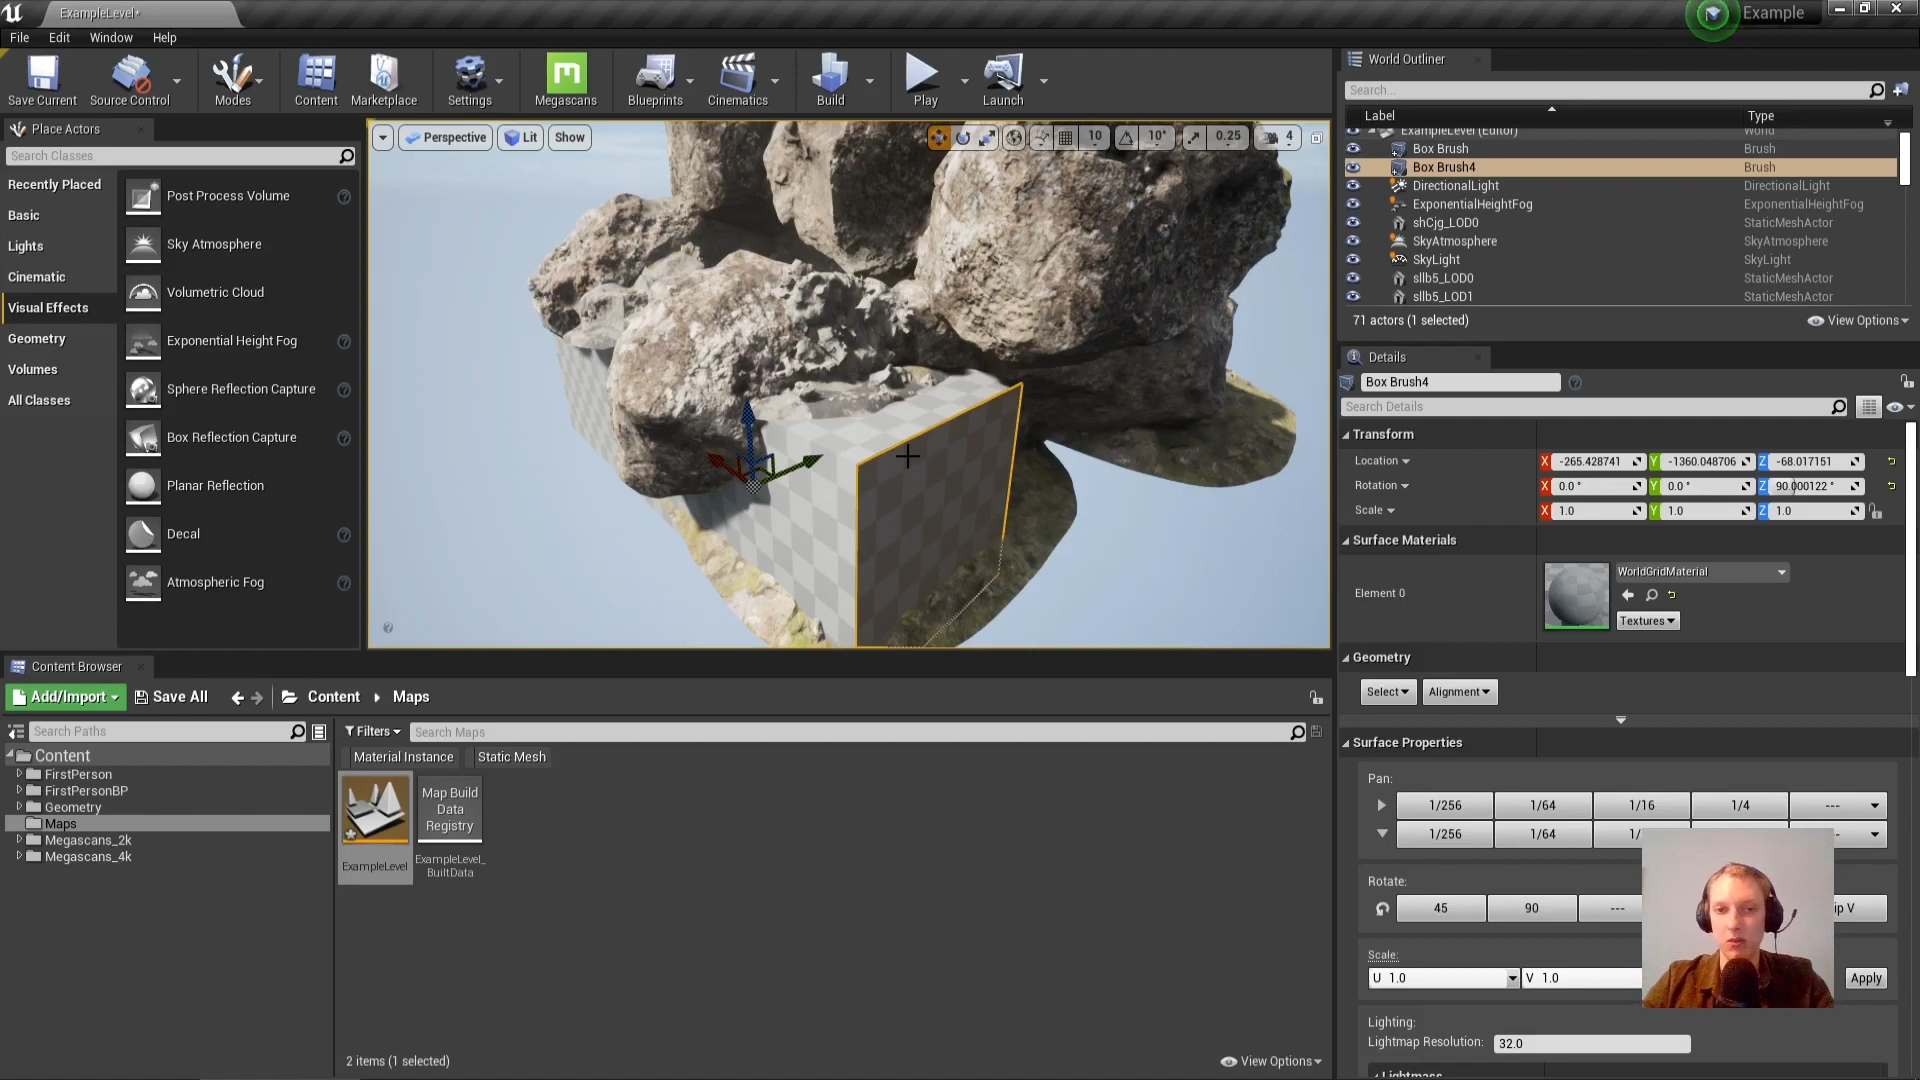 ExampleLevel*
Example
File Edit Window Help
Save Current
Source Control
Modes
Content
Marketplace
Settings
Megascans
Blueprints
Cinematics
Build
Play
Launch
Place Actors
Search Classes
Recently Placed
Basic
Lights
Cinematic
Visual Effects
Geometry
Volumes
All Classes
Post Process Volume
Sky Atmosphere
Volumetric Cloud
Exponential Height Fog
Sphere Reflection Capture
Box Reflection Capture
Planar Reflection
Decal
Atmospheric Fog
Perspective
Lit
Show
10
10°
0.25
4
World Outliner
Search...
Label Type
ExampleLevel (Editor) World
Box Brush Brush
Box Brush4 Brush
DirectionalLight DirectionalLight
ExponentialHeightFog ExponentialHeightFog
shCjg_LOD0 StaticMeshActor
SkyAtmosphere SkyAtmosphere
SkyLight SkyLight
sllb5_LOD0 StaticMeshActor
sllb5_LOD1 StaticMeshActor
71 actors (1 selected)
View Options
Details
Box Brush4
Search Details
Transform
Location X -265.428741 Y -1360.048706 Z -68.017151
Rotation X 0.0 ° Y 0.0 ° Z 90.000122 °
Scale X 1.0 Y 1.0 Z 1.0
Surface Materials
Element 0
WorldGridMaterial
Textures
Geometry
Select
Alignment
Surface Properties
Pan:
1/256 1/64 1/16 1/4 ---
1/256 1/64 1/
Rotate:
45 90 --- ip V
Scale:
U 1.0 V 1.0 Apply
Lighting:
Lightmap Resolution: 32.0
Lightmass
Content Browser
Add/Import
Save All
Content
Maps
Search Paths
Filters
Search Maps
Material Instance
Static Mesh
Content
FirstPerson
FirstPersonBP
Geometry
Maps
Megascans_2k
Megascans_4k
ExampleLevel
Map Build
Data
Registry
ExampleLevel_
BuiltData
2 items (1 selected)
View Options